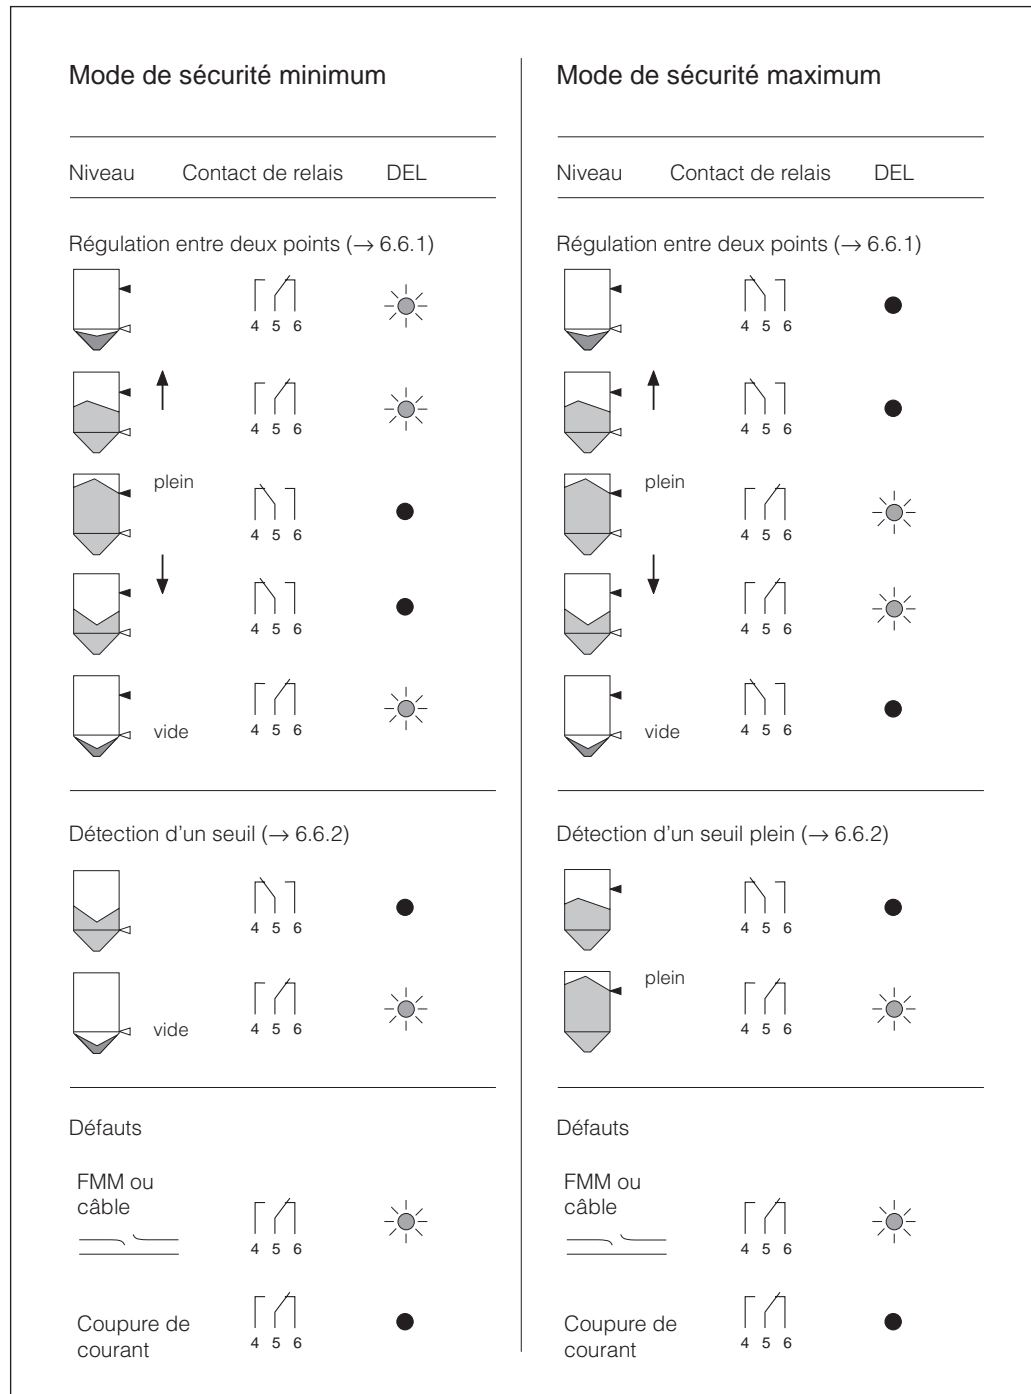 Mode de sécurité minimum
Niveau Contact de relais DEL
Régulation entre deux points (→ 6.6.1)
4 5 6
4 5 6
plein
4 5 6
4 5 6
vide
4 5 6
Détection d'un seuil (→ 6.6.2)
4 5 6
vide
4 5 6
Défauts
FMM ou
câble
4 5 6
Coupure de
courant
4 5 6
Mode de sécurité maximum
Niveau Contact de relais DEL
Régulation entre deux points (→ 6.6.1)
4 5 6
4 5 6
plein
4 5 6
4 5 6
vide
4 5 6
Détection d'un seuil plein (→ 6.6.2)
4 5 6
plein
4 5 6
Défauts
FMM ou
câble
4 5 6
Coupure de
courant
4 5 6